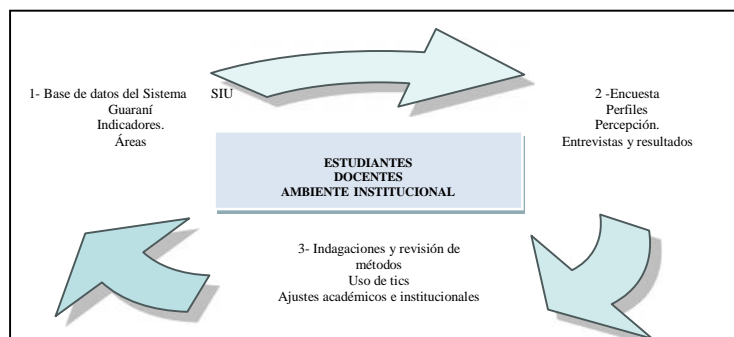 1- Base de datos del Sistema SIU
Guaraní
Indicadores.
Áreas
2 -Encuesta
Perfiles
Percepción.
Entrevistas y resultados
ESTUDIANTES
DOCENTES
AMBIENTE INSTITUCIONAL
3- Indagaciones y revisión de
métodos
Uso de tics
Ajustes académicos e institucionales